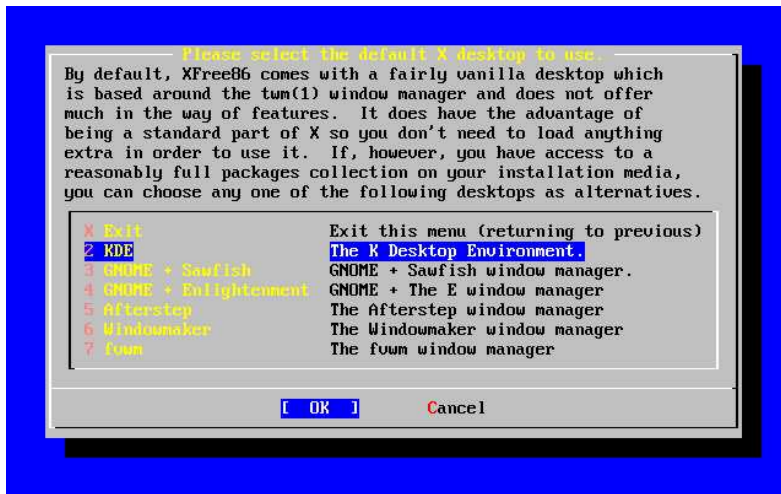 Please select the default X desktop to use.
By default, XFree86 comes with a fairly vanilla desktop which
is based around the twm(1) window manager and does not offer
much in the way of features.  It does have the advantage of
being a standard part of X so you don't need to load anything
extra in order to use it.  If, however, you have access to a
reasonably full packages collection on your installation media,
you can choose any one of the following desktops as alternatives.
X Exit Exit this menu (returning to previous)
2 KDE The K Desktop Environment.
3 GNOME + Sawfish GNOME + Sawfish window manager.
4 GNOME + Enlightenment GNOME + The E window manager
5 Afterstep The Afterstep window manager
6 Windowmaker The Windowmaker window manager
7 fvwm The fvwm window manager
[ OK ] Cancel